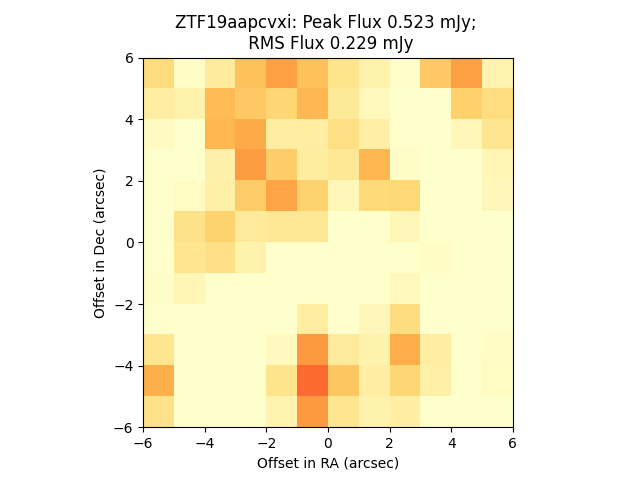 ZTF19aapcvxi: Peak Flux 0.523 mJy;
RMS Flux 0.229 mJy
6
4
2
0
−2
−4
−6
Offset in Dec (arcsec)
−6 −4 −2 0 2 4 6
Offset in RA (arcsec)